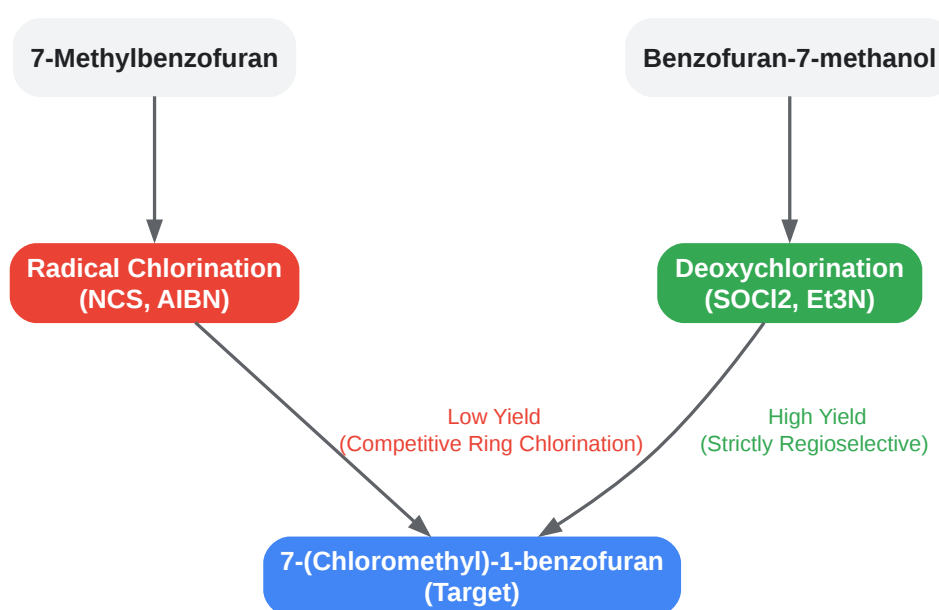 7-Methylbenzofuran
Benzofuran-7-methanol
Radical Chlorination
(NCS, AIBN)
Deoxychlorination
(SOCl2, Et3N)
Low Yield
(Competitive Ring Chlorination)
High Yield
(Strictly Regioselective)
7-(Chloromethyl)-1-benzofuran
(Target)